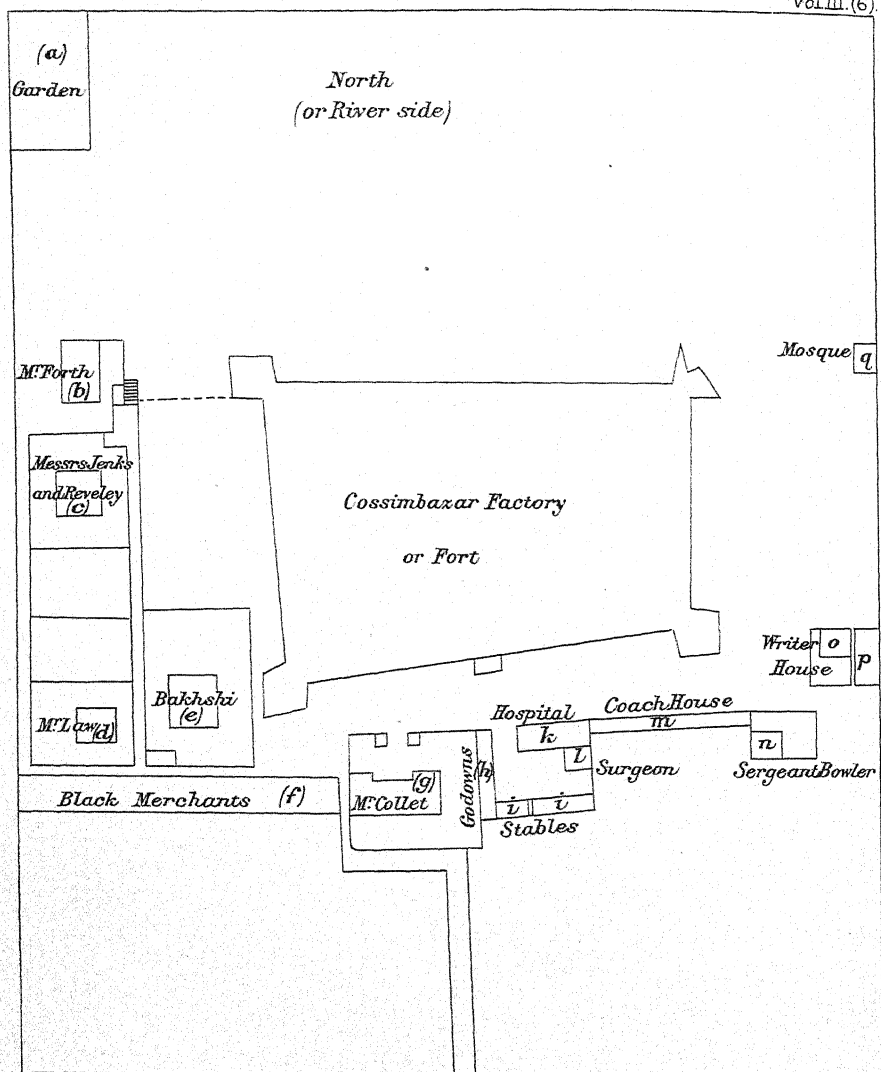 Vol. III. (6).
(a)
Garden
North
(or River side)
Mosque q
Mr. Forth
(b)
Messrs Jenks
and Reveley
(c)
Cossimbazar Factory
or Fort
Writer o
House p
Bakhshi
(e)
Mr. Law (d)
Hospital
k
Coach House
m
n
l
Surgeon
Sergeant Bowler
Godowns (h)
(g)
Mr. Collet
i i
Stables
Black Merchants (f)